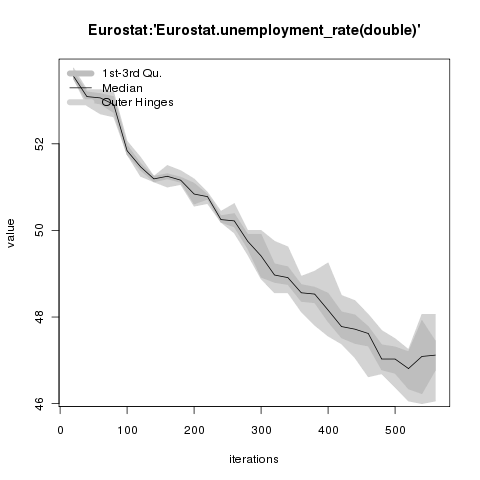 Eurostat:'Eurostat.unemployment_rate(double)'
1st-3rd Qu.
Median
Outer Hinges
52
50
48
46
value
0 100 200 300 400 500
iterations